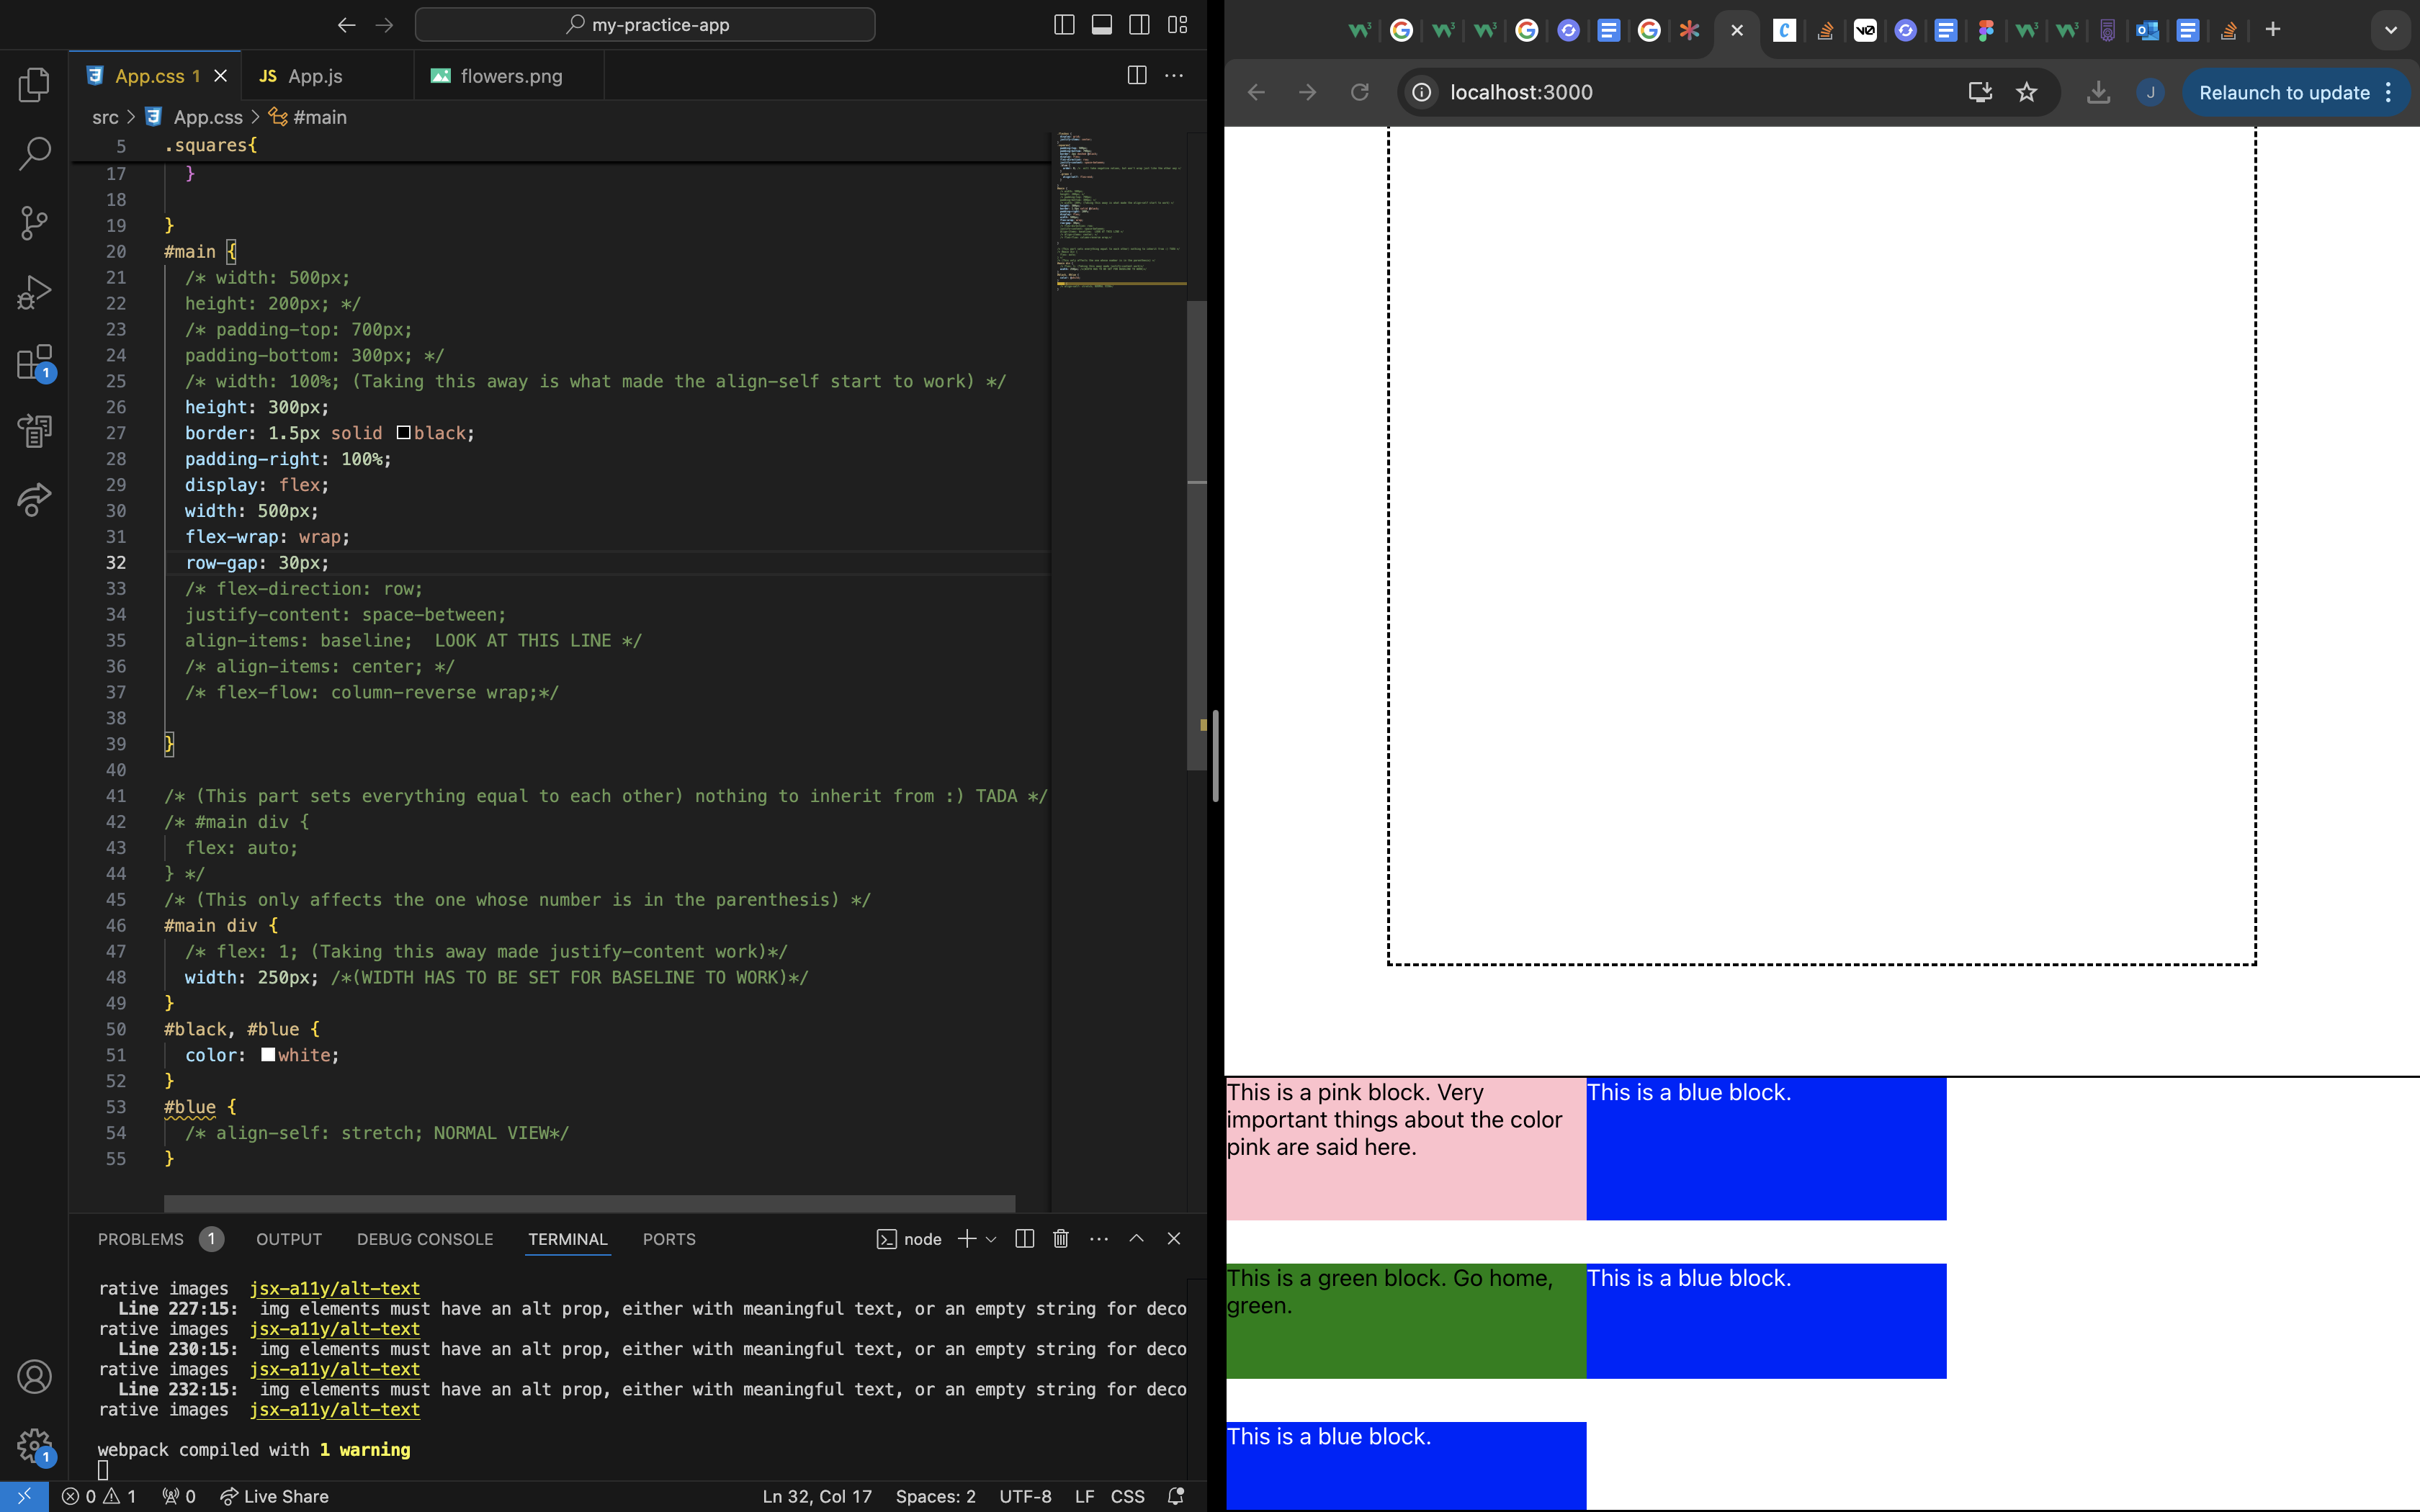 my-practice-app
App.css 1
JS App.js
flowers.png
src > App.css > #main
5 .squares{
17 }
18
19 }
20 #main {
21 /* width: 500px;
22 height: 200px; */
23 /* padding-top: 700px;
24 padding-bottom: 300px; */
25 /* width: 100%; (Taking this away is what made the align-self start to work) */
26 height: 300px;
27 border: 1.5px solid black;
28 padding-right: 100%;
29 display: flex;
30 width: 500px;
31 flex-wrap: wrap;
32 row-gap: 30px;
33 /* flex-direction: row;
34 justify-content: space-between;
35 align-items: baseline;  LOOK AT THIS LINE */
36 /* align-items: center; */
37 /* flex-flow: column-reverse wrap;*/
38
39 }
40
41 /* (This part sets everything equal to each other) nothing to inherit from :) TADA */
42 /* #main div {
43 flex: auto;
44 } */
45 /* (This only affects the one whose number is in the parenthesis) */
46 #main div {
47 /* flex: 1; (Taking this away made justify-content work)*/
48 width: 250px; /*(WIDTH HAS TO BE SET FOR BASELINE TO WORK)*/
49 }
50 #black, #blue {
51 color: white;
52 }
53 #blue {
54 /* align-self: stretch; NORMAL VIEW*/
55 }
1
PROBLEMS 1 OUTPUT DEBUG CONSOLE TERMINAL PORTS node
rative images  jsx-a11y/alt-text
Line 227:15:  img elements must have an alt prop, either with meaningful text, or an empty string for deco
rative images  jsx-a11y/alt-text
Line 230:15:  img elements must have an alt prop, either with meaningful text, or an empty string for deco
rative images  jsx-a11y/alt-text
Line 232:15:  img elements must have an alt prop, either with meaningful text, or an empty string for deco
rative images  jsx-a11y/alt-text
webpack compiled with 1 warning
1
0 1 0 Live Share Ln 32, Col 17 Spaces: 2 UTF-8 LF CSS
localhost:3000
J
Relaunch to update
This is a pink block. Very
important things about the color
pink are said here.
This is a blue block.
This is a green block. Go home,
green.
This is a blue block.
This is a blue block.